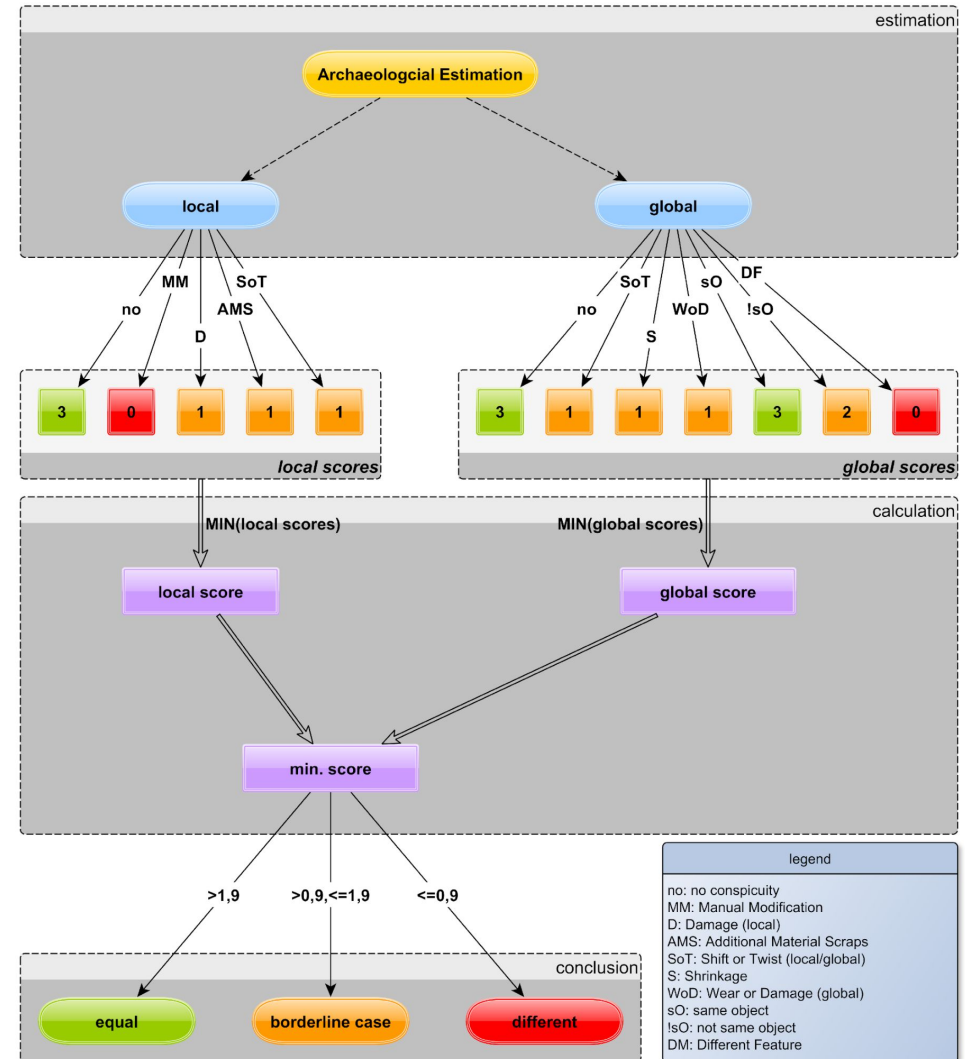 estimation
Archaeologcial Estimation
local
global
no
MM
D
AMS
SoT
no
SoT
S
WoD
sO
!sO
DF
3
0
1
1
1
local scores
3
1
1
1
3
2
0
global scores
calculation
MIN(local scores)
MIN(global scores)
local score
global score
min. score
>1,9
>0,9,<=1,9
<=0,9
conclusion
equal
borderline case
different
legend
no: no conspicuity
MM: Manual Modification
D: Damage (local)
AMS: Additional Material Scraps
SoT: Shift or Twist (local/global)
S: Shrinkage
WoD: Wear or Damage (global)
sO: same object
!sO: not same object
DM: Different Feature